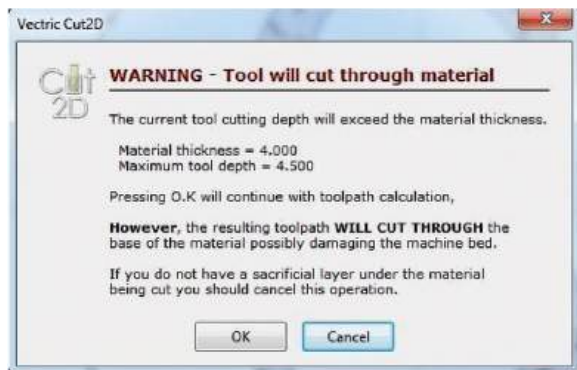 Vectric Cut2D
Cut
2D
WARNING - Tool will cut through material
The current tool cutting depth will exceed the material thickness.
Material thickness = 4.000
Maximum tool depth = 4.500
Pressing O.K will continue with toolpath calculation,
However, the resulting toolpath WILL CUT THROUGH the
base of the material possibly damaging the machine bed.
If you do not have a sacrificial layer under the material
being cut you should cancel this operation.
OK
Cancel